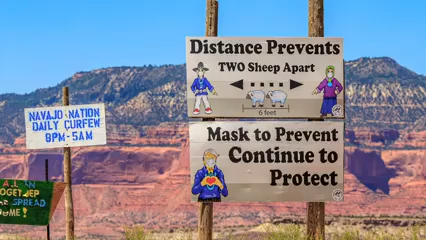 Distance Prevents
TWO Sheep Apart
6 feet
Mask to Prevent
Continue to
Protect
NAVAJO NATION
DAILY CURFEW
8PM-5AM
SPREAD